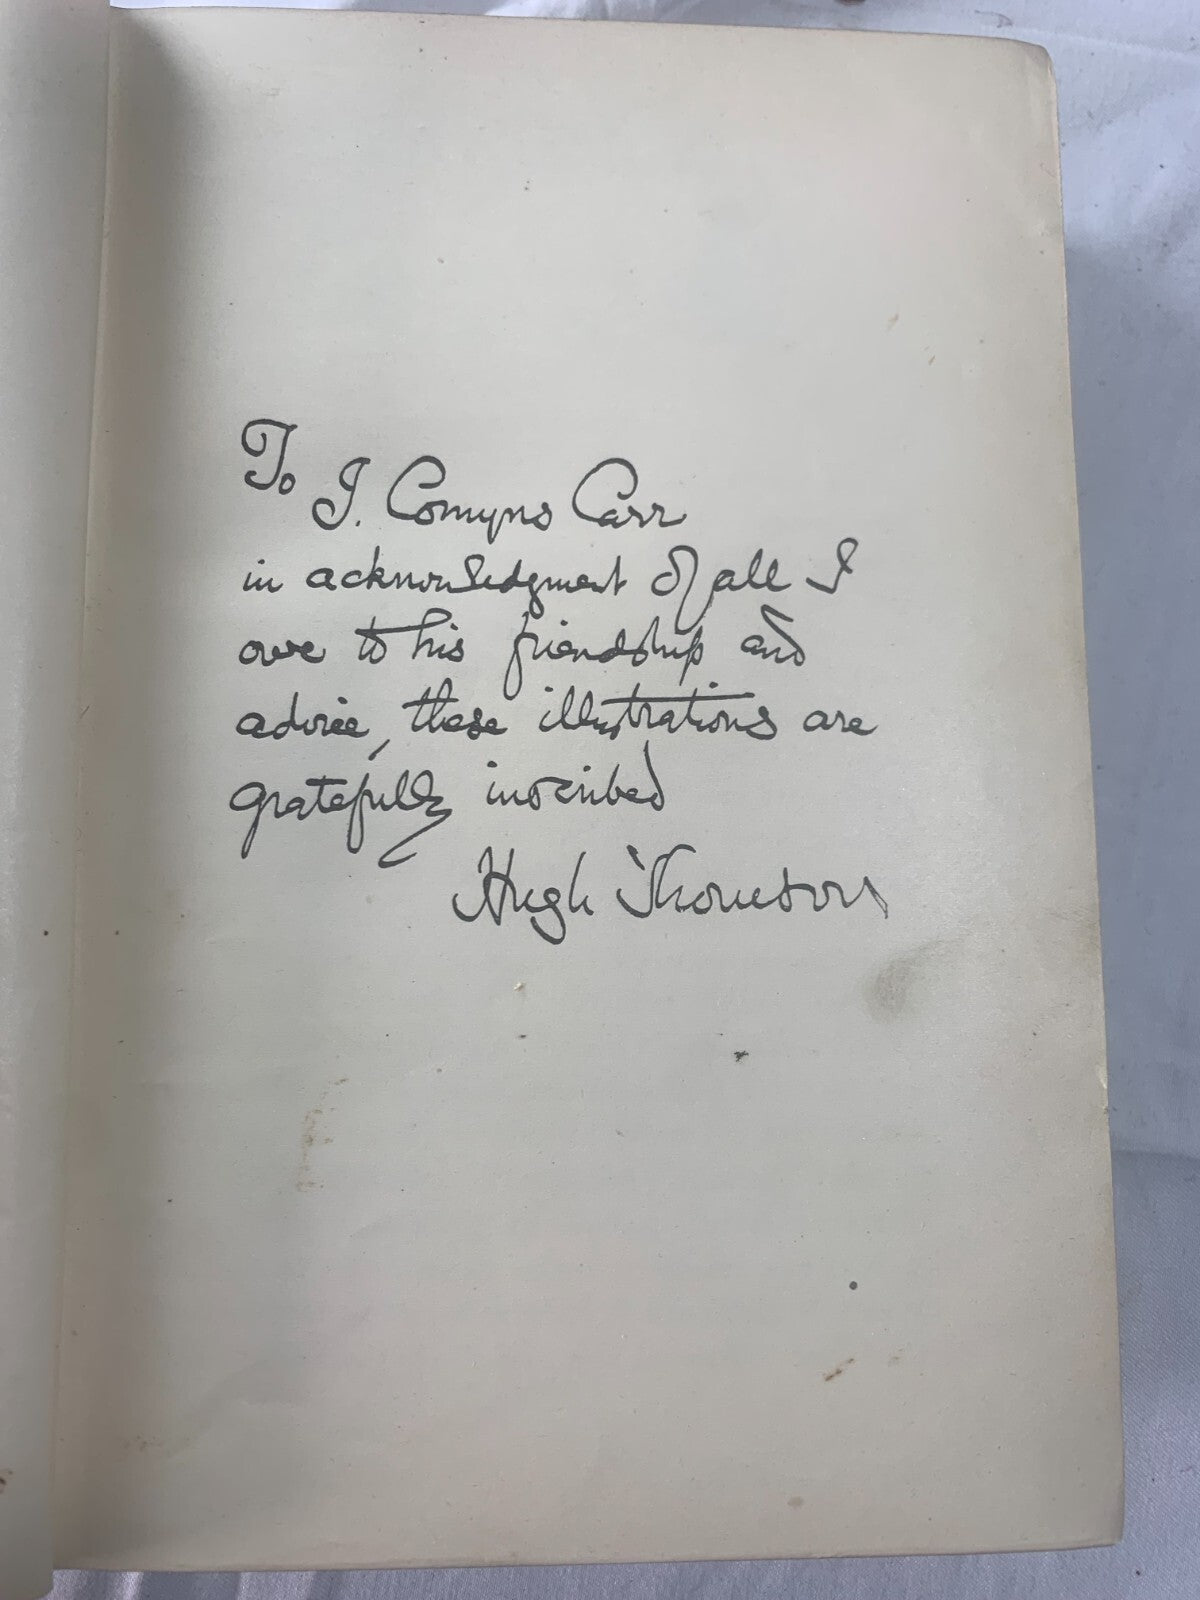 To
J. Comyns Carr
in acknowledgment of all I
owe to his friendship and
advice, these illustrations are
gratefully inscribed
Hugh Thomson